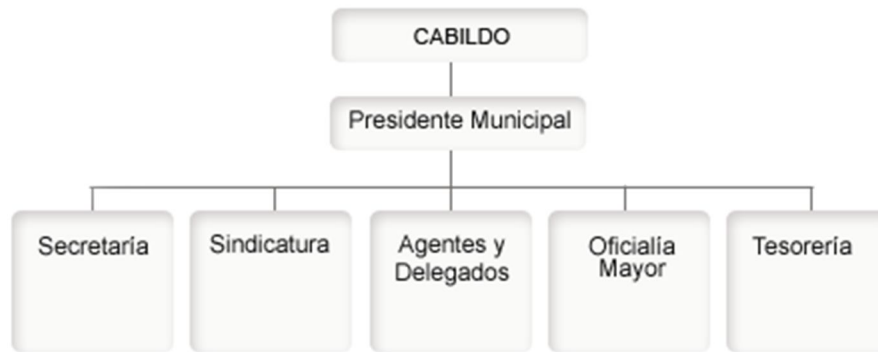 CABILDO
Presidente Municipal
Secretaría
Sindicatura
Agentes y
Delegados
Oficialía
Mayor
Tesorería